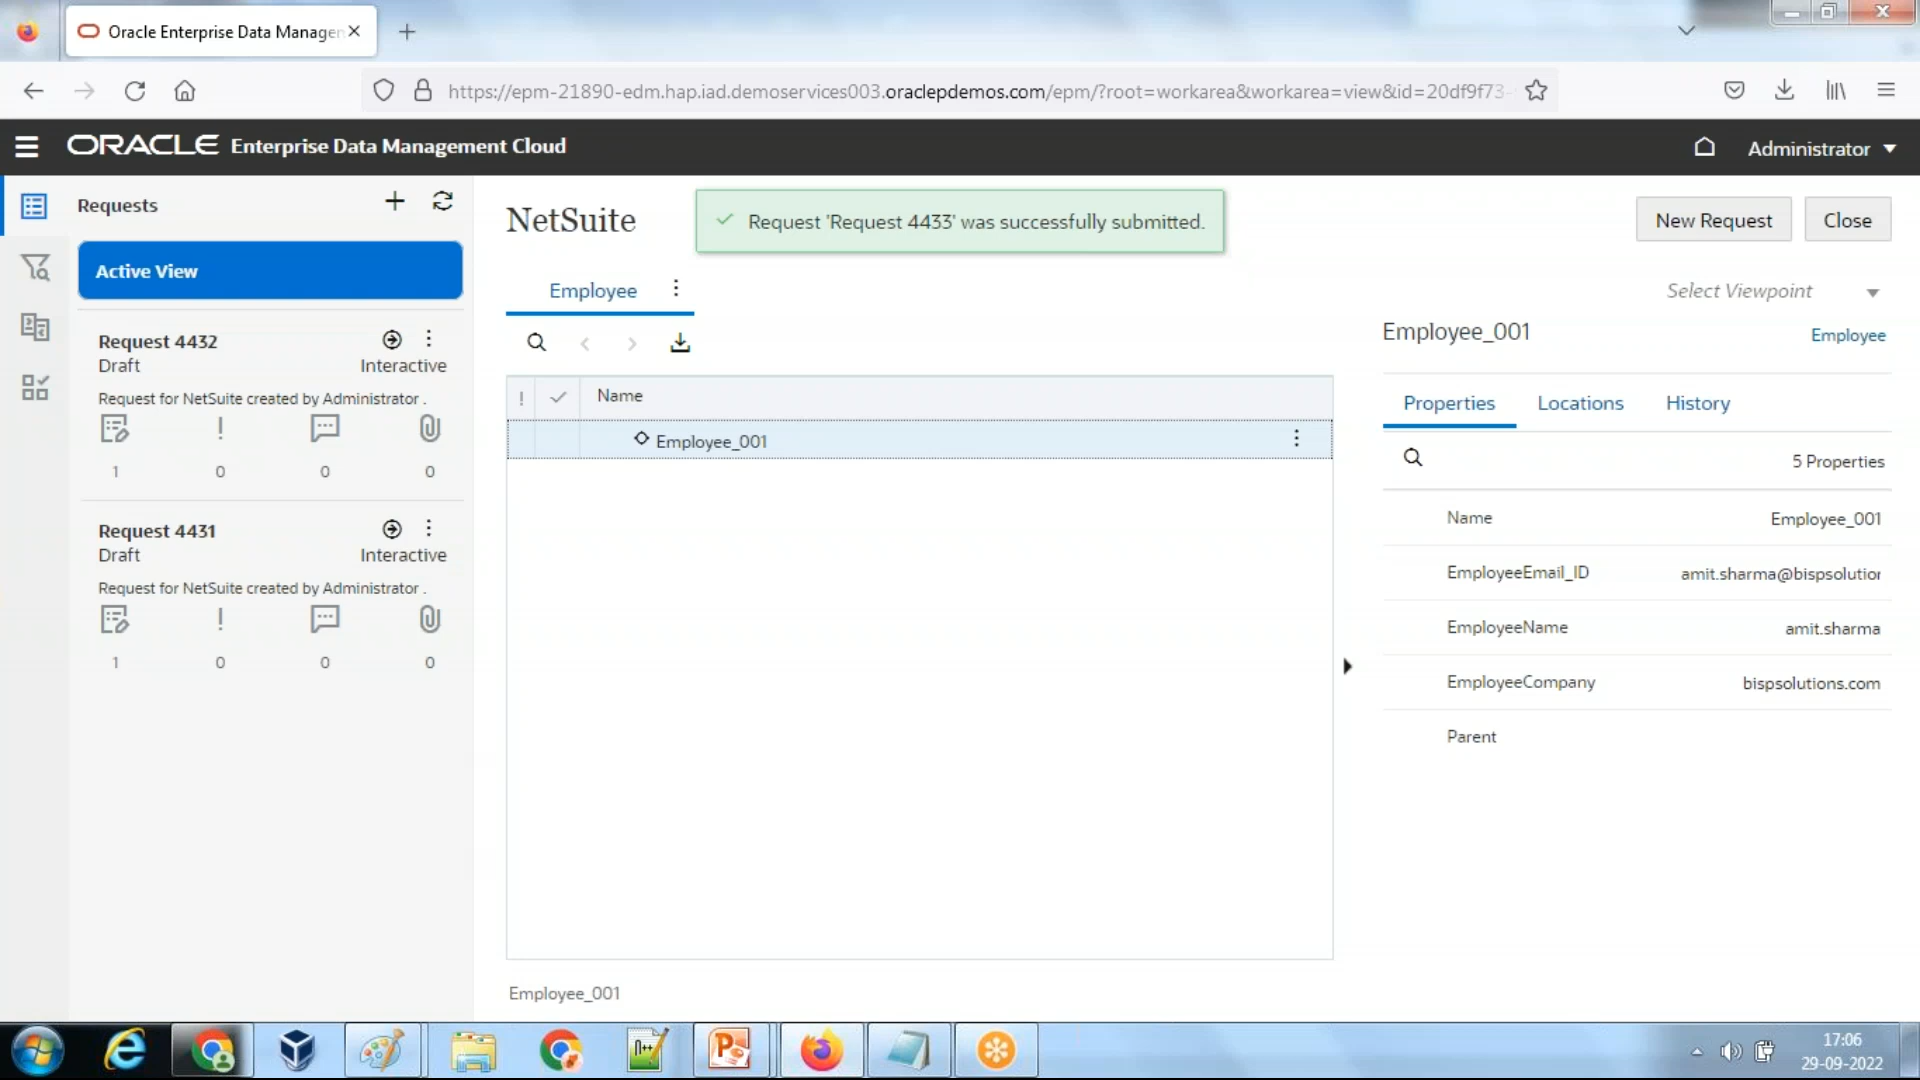 Oracle Enterprise Data Manager
https://epm-21890-edm.hap.iad.demoservices003.oraclepdemos.com/epm/?root=workarea&workarea=view&id=20df9f73-
ORACLE Enterprise Data Management Cloud
Administrator
Requests
Active View
Request 4432
Draft
Interactive
Request for NetSuite created by Administrator .
1 0 0 0
Request 4431
Draft
Interactive
Request for NetSuite created by Administrator .
1 0 0 0
NetSuite
Request 'Request 4433' was successfully submitted.
New Request
Close
Employee
Select Viewpoint
! Name
Employee_001
Employee_001
Employee_001
Employee
Properties Locations History
5 Properties
Name Employee_001
EmployeeEmail_ID amit.sharma@bispsolution
EmployeeName amit.sharma
EmployeeCompany bispsolutions.com
Parent
17:06
29-09-2022